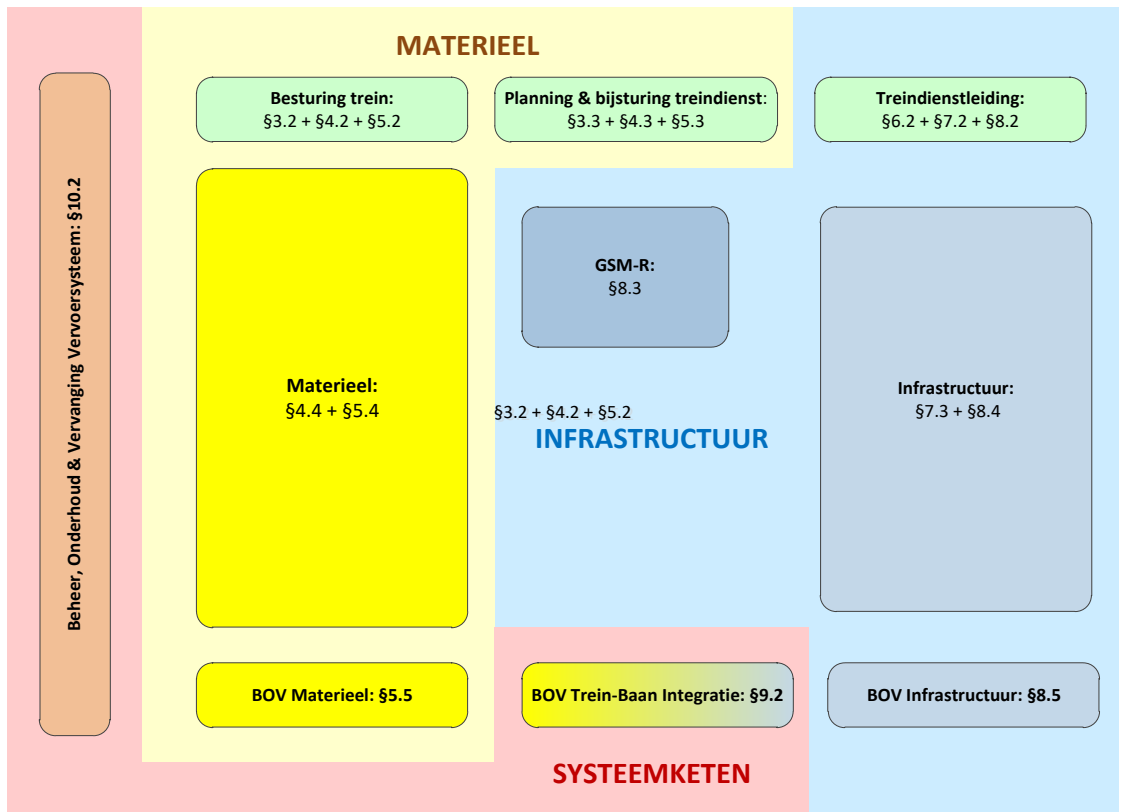 MATERIEEL
Besturing trein:
§3.2 + §4.2 + §5.2
Planning & bijsturing treindienst:
§3.3 + §4.3 + §5.3
Treindienstleiding:
§6.2 + §7.2 + §8.2
Beheer, Onderhoud & Vervanging Vervoersysteem: §10.2
GSM-R:
§8.3
Materieel:
§4.4 + §5.4
§3.2 + §4.2 + §5.2
INFRASTRUCTUUR
Infrastructuur:
§7.3 + §8.4
BOV Materieel: §5.5
BOV Trein-Baan Integratie: §9.2
BOV Infrastructuur: §8.5
SYSTEEMKETEN